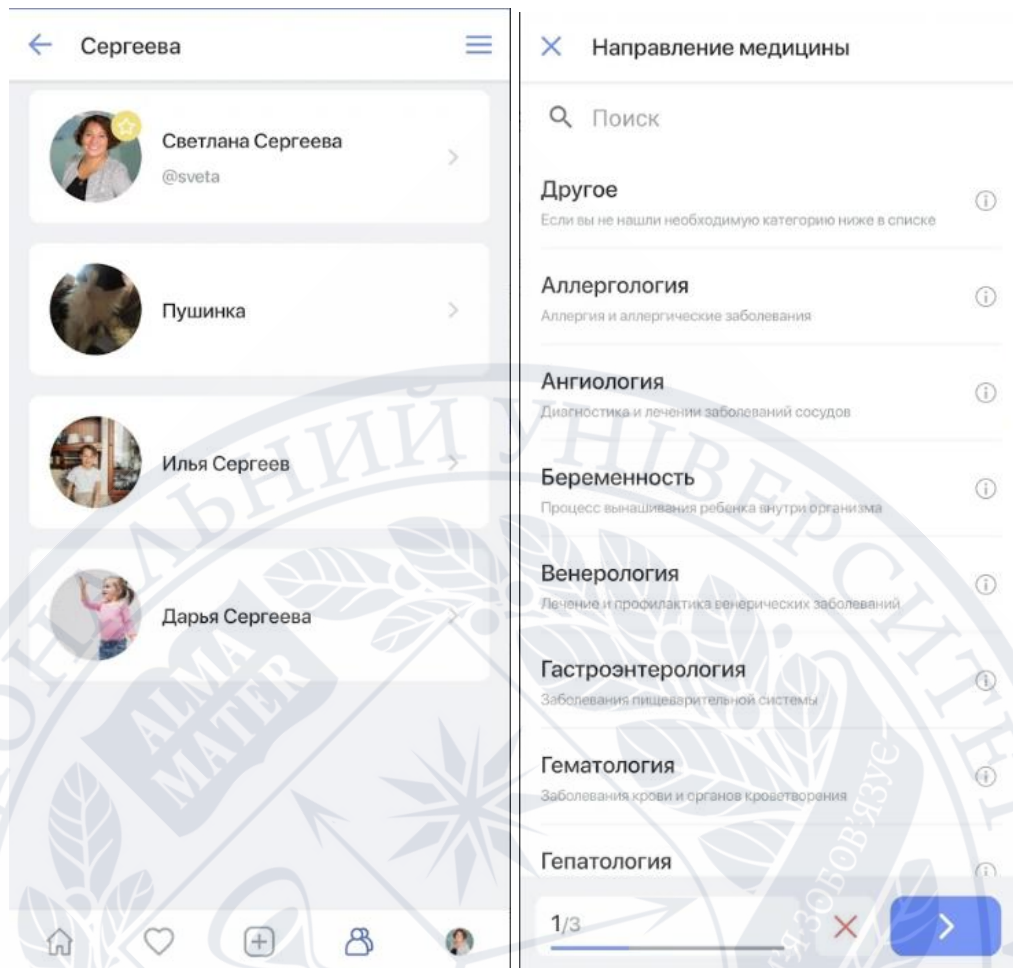 Сергеева
Светлана Сергеева
@sveta
Пушинка
Илья Сергеев
Дарья Сергеева
Направление медицины
Поиск
Другое
Если вы не нашли необходимую категорию ниже в списке
Аллергология
Аллергия и аллергические заболевания
Ангиология
Диагностика и лечении заболеваний сосудов
Беременность
Процесс вынашивания ребенка внутри организма
Венерология
Лечение и профилактика венерических заболеваний
Гастроэнтерология
Заболевания пищеварительной системы
Гематология
Заболевания крови и органов кроветворения
Гепатология
1/3
ALMA
MATER